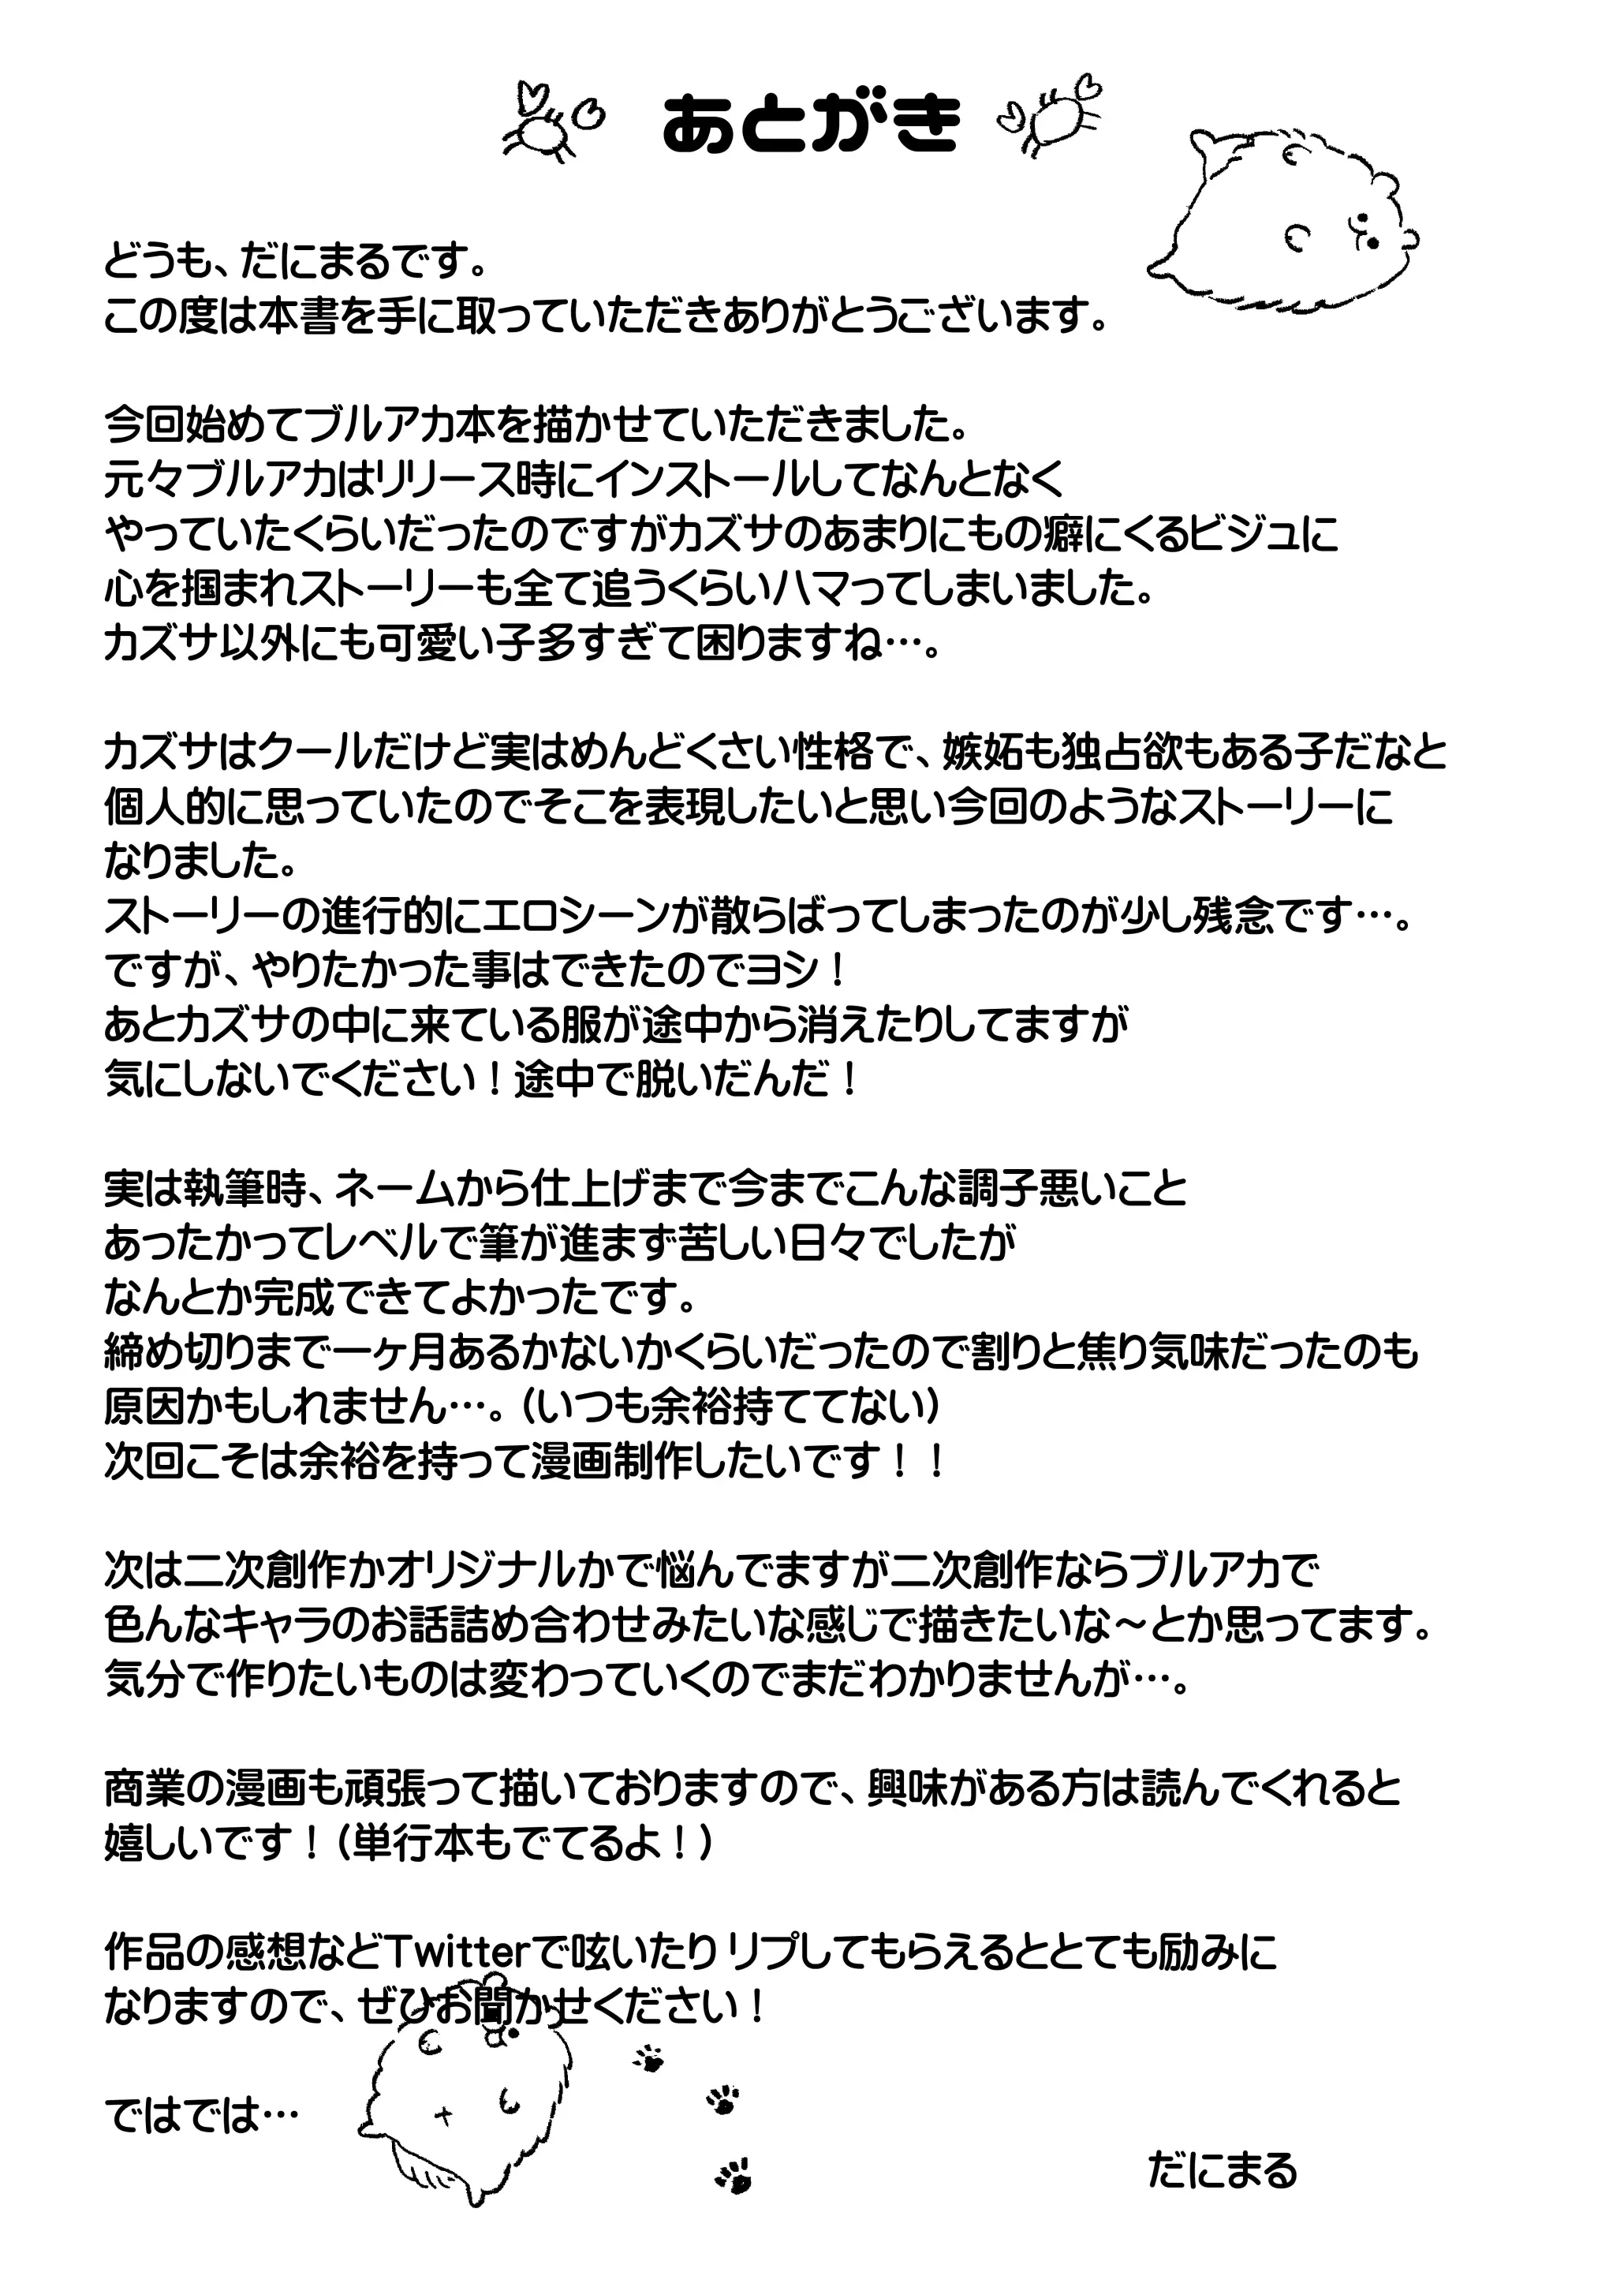 あとがき
どうも、だにまるです。
この度は本書を手に取っていただきありがとうございます。
今回始めてブルアカ本を描かせていただきました。
元々ブルアカはリリース時にインストールしてなんとなく
やっていたくらいだったのですがカズサのあまりにもの癖にくるビジュに
心を掴まれストーリーも全て追うくらいハマってしまいました。
カズサ以外にも可愛い子多すぎて困りますね…。
カズサはクールだけど実はめんどくさい性格で、嫉妬も独占欲もある子だなと
個人的に思っていたのでそこを表現したいと思い今回のようなストーリーに
なりました。
ストーリーの進行的にエロシーンが散らばってしまったのが少し残念です…。
ですが、やりたかった事はできたのでヨシ！
あとカズサの中に来ている服が途中から消えたりしてますが
気にしないでください！途中で脱いだんだ！
実は執筆時、ネームから仕上げまで今までこんな調子悪いこと
あったかってレベルで筆が進まず苦しい日々でしたが
なんとか完成できてよかったです。
締め切りまで一ヶ月あるかないかくらいだったので割りと焦り気味だったのも
原因かもしれません…。（いつも余裕持ててない）
次回こそは余裕を持って漫画制作したいです！！
次は二次創作かオリジナルかで悩んでますが二次創作ならブルアカで
色んなキャラのお話詰め合わせみたいな感じで描きたいな～とか思ってます。
気分で作りたいものは変わっていくのでまだわかりませんが…。
商業の漫画も頑張って描いておりますので、興味がある方は読んでくれると
嬉しいです！（単行本もでてるよ！）
作品の感想などTwitterで呟いたりリプしてもらえるととても励みに
なりますので、ぜひお聞かせください！
ではでは…
だにまる